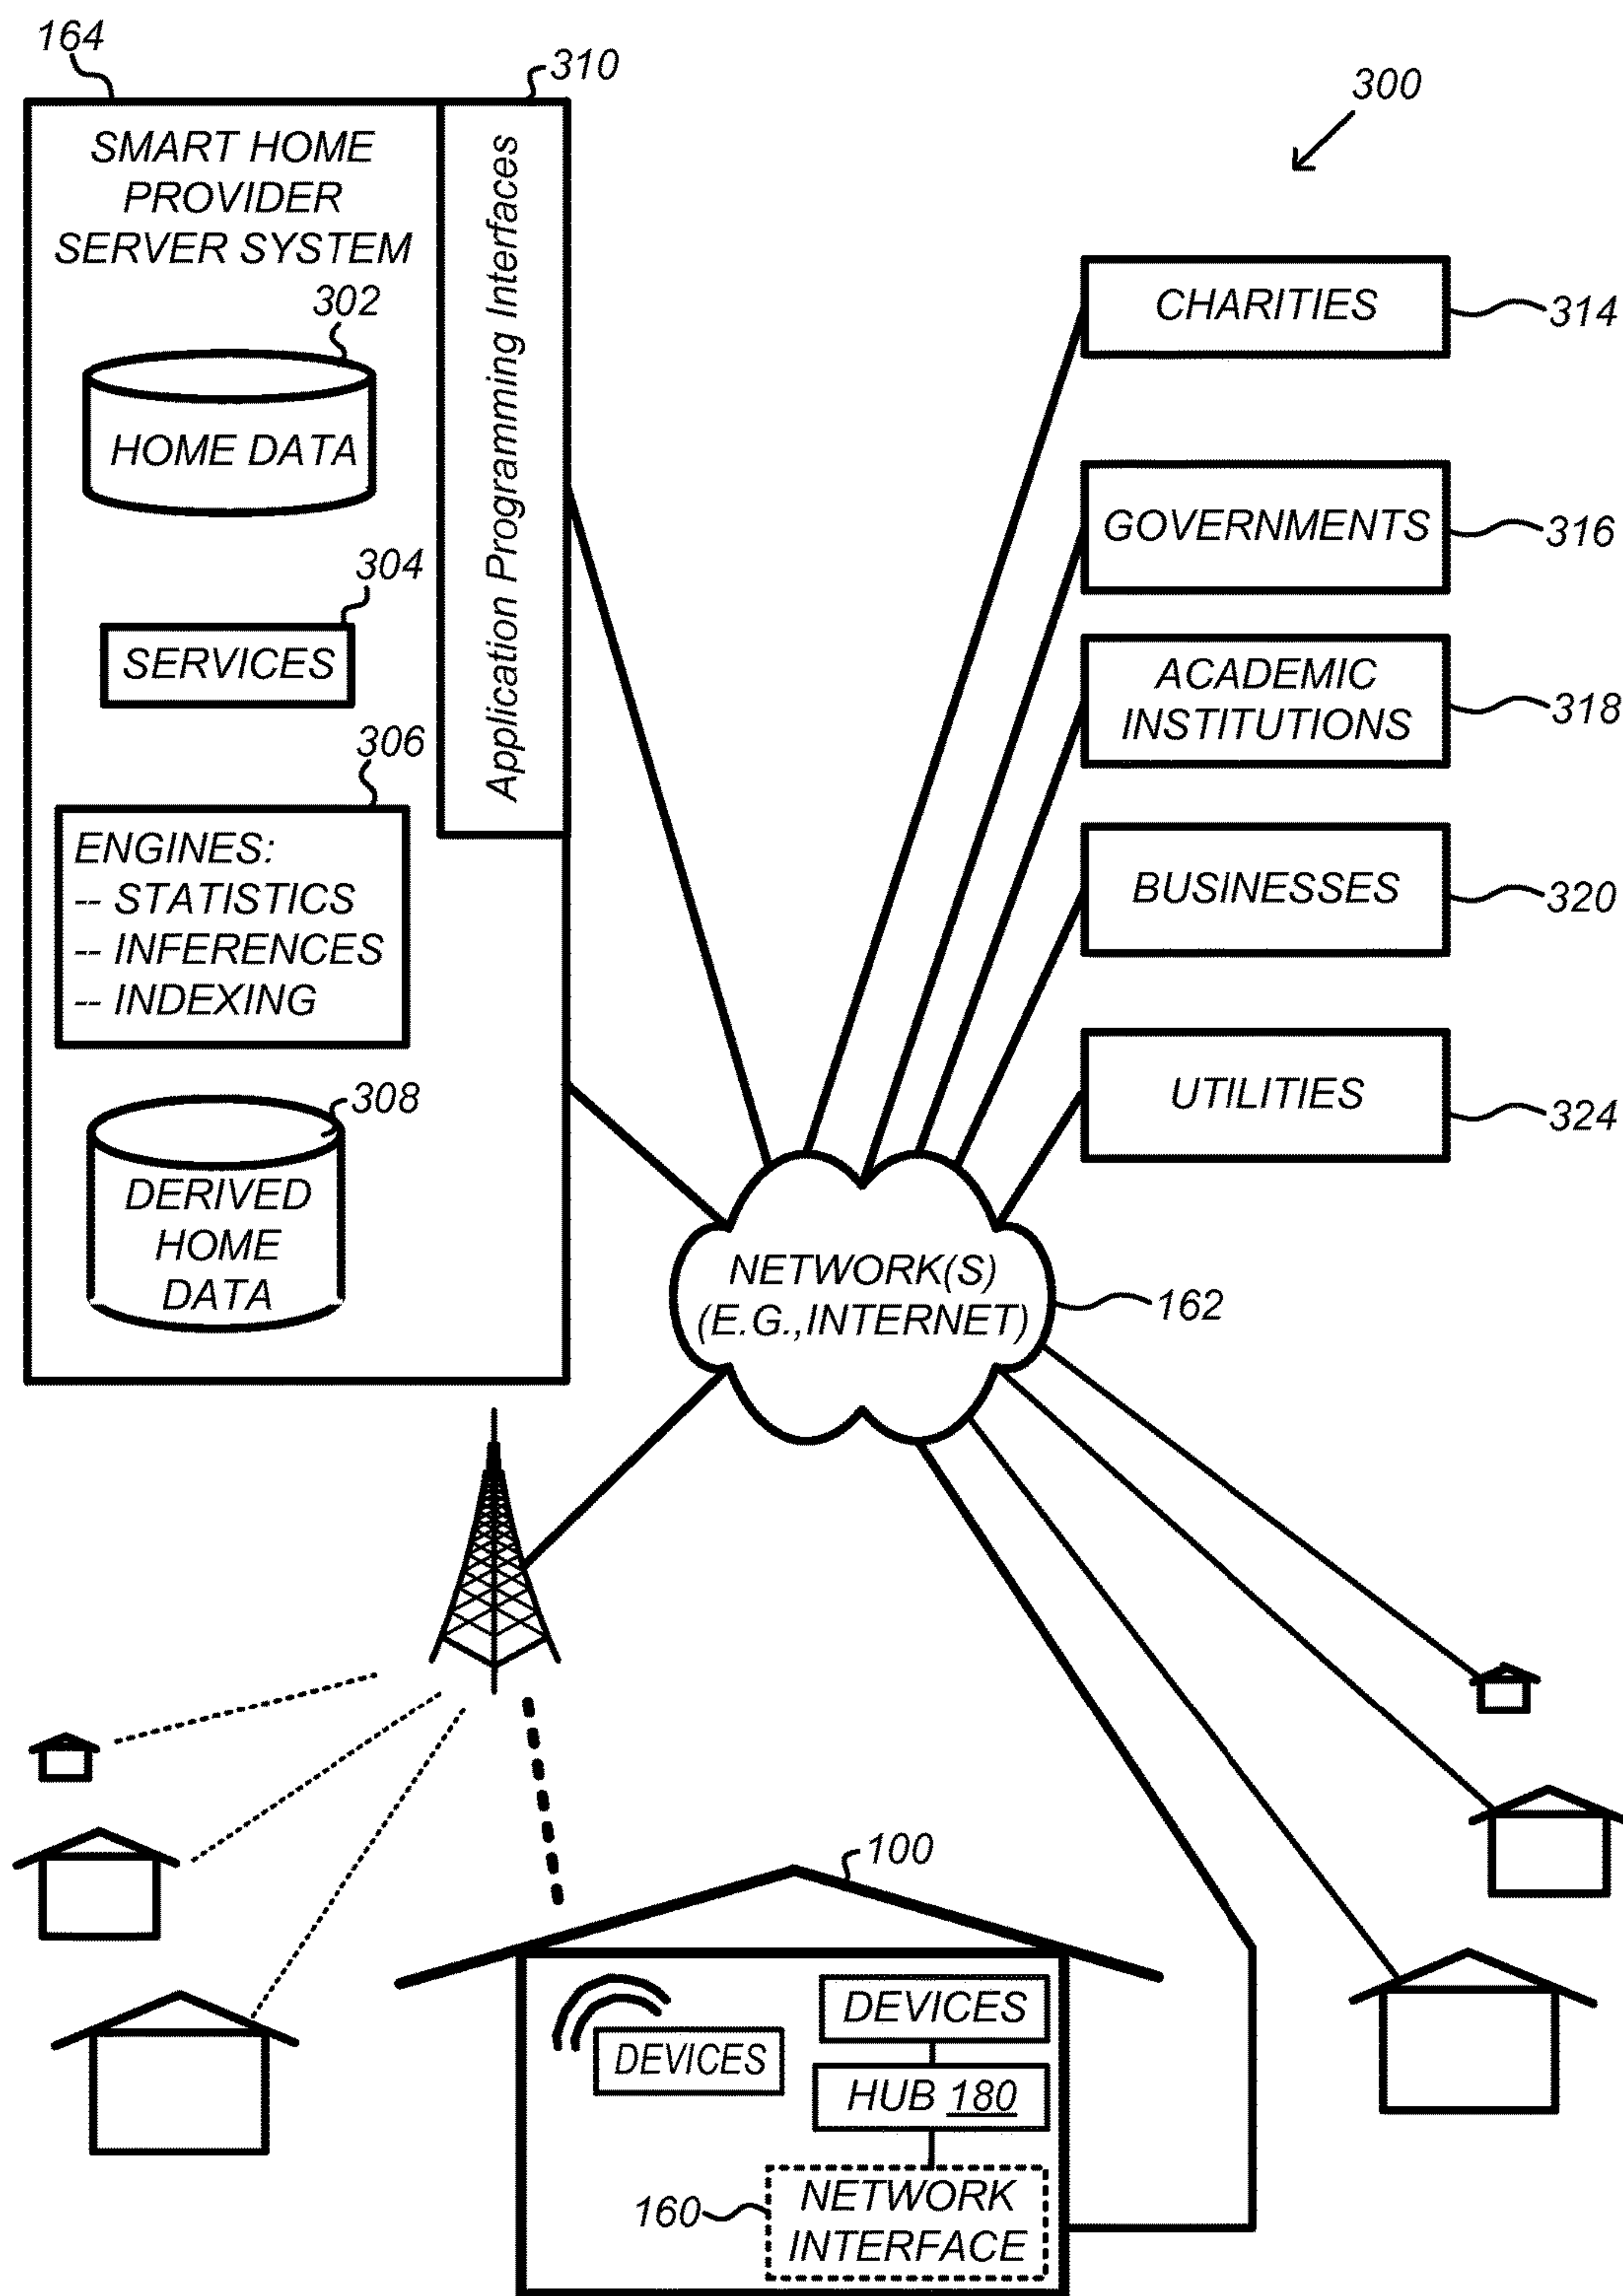 164
310
300
SMART HOME
PROVIDER
SERVER SYSTEM
Application Programming Interfaces
302
HOME DATA
304
SERVICES
306
ENGINES:
-- STATISTICS
-- INFERENCES
-- INDEXING
308
DERIVED
HOME
DATA
CHARITIES
314
GOVERNMENTS
316
ACADEMIC
INSTITUTIONS
318
BUSINESSES
320
UTILITIES
324
NETWORK(S)
(E.G.,INTERNET)
162
100
DEVICES
DEVICES
HUB 180
160
NETWORK
INTERFACE